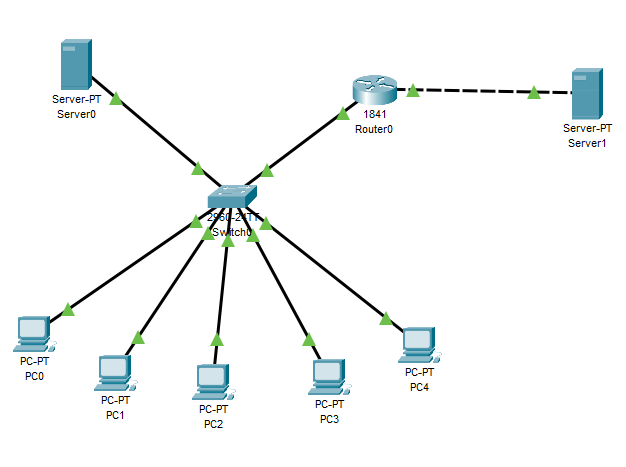 Server-PT
Server0
1841
Router0
Server-PT
Server1
2960-24TT
Switch0
PC-PT
PC0
PC-PT
PC1
PC-PT
PC2
PC-PT
PC3
PC-PT
PC4